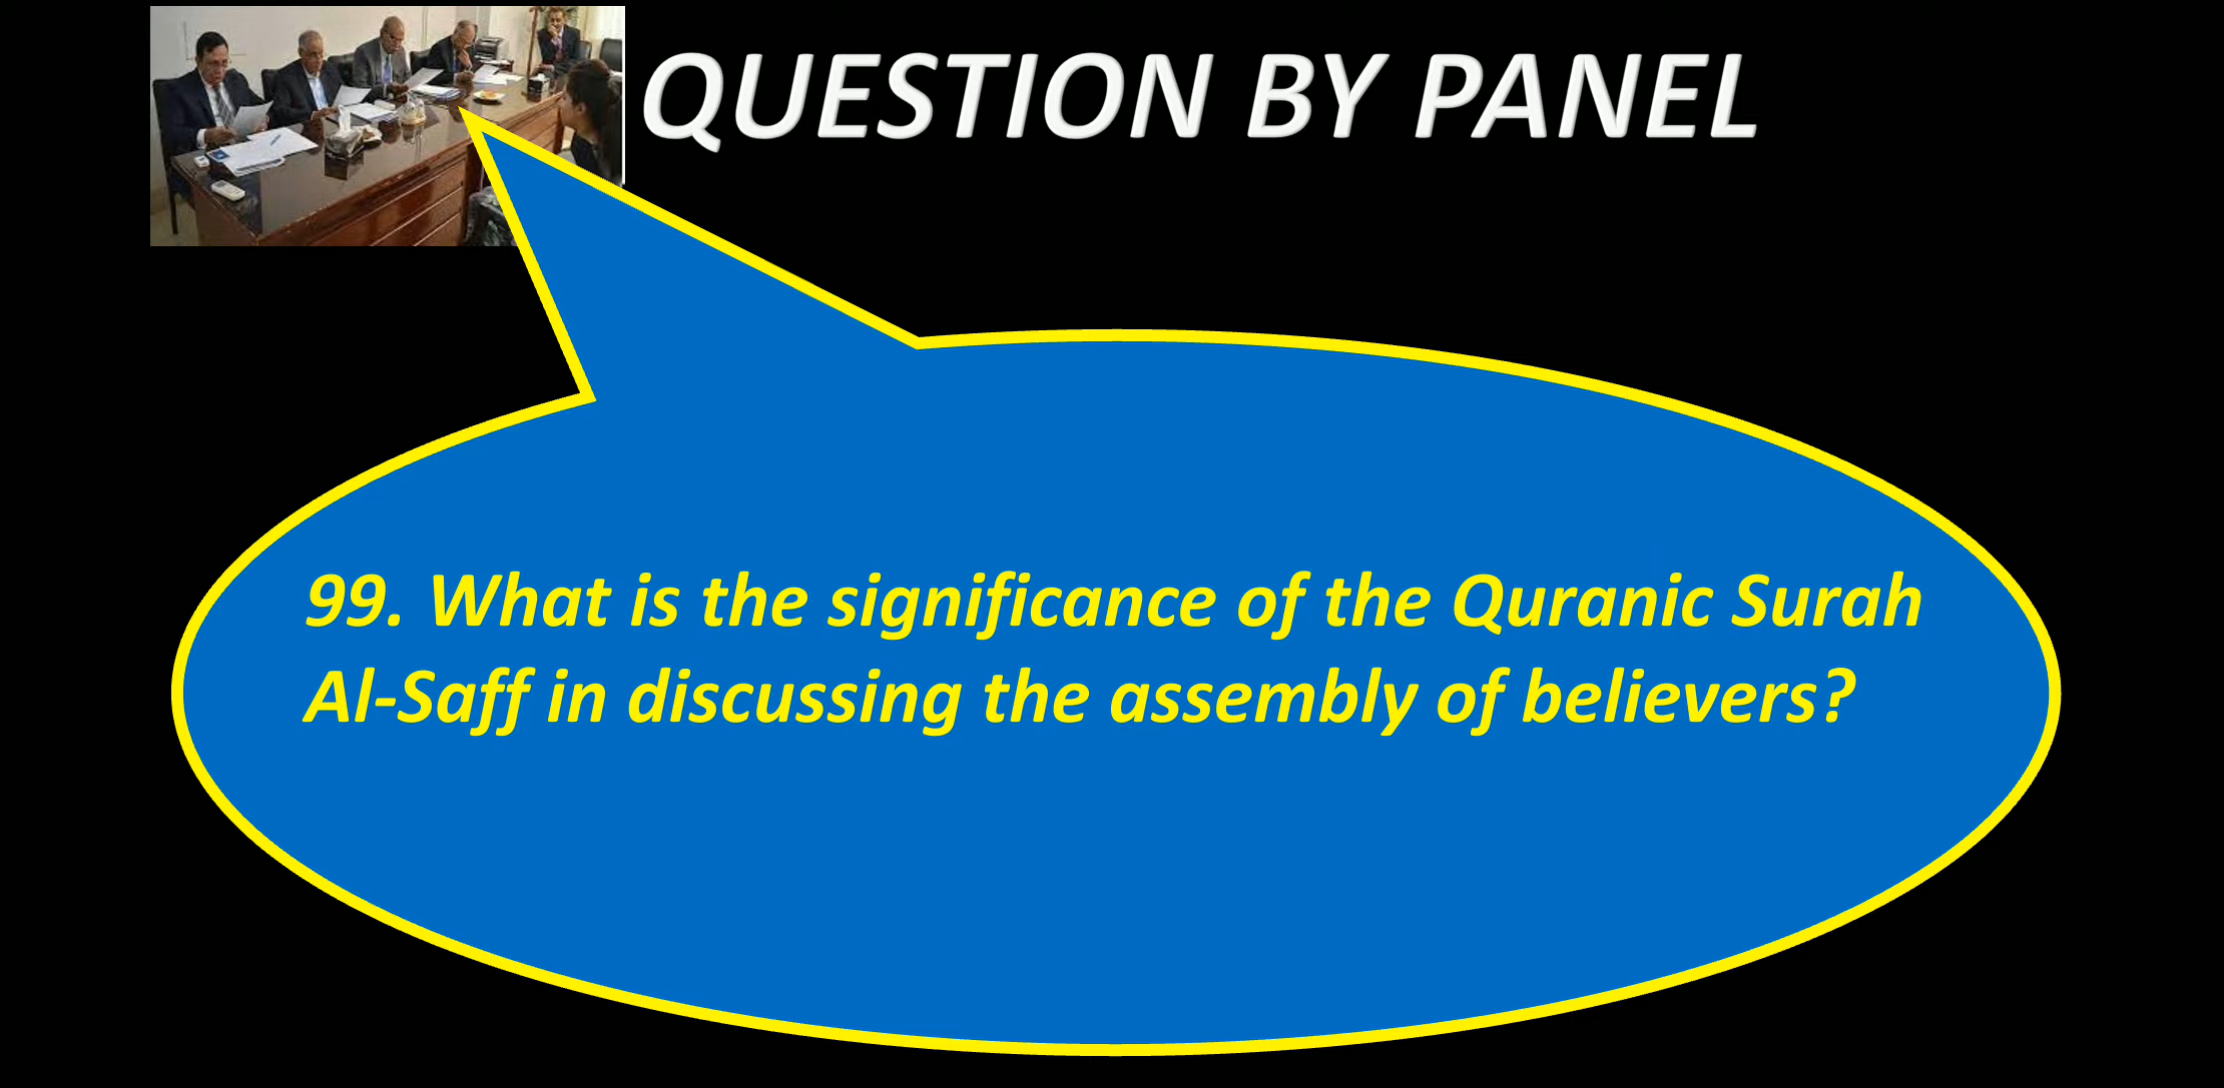 QUESTION BY PANEL
99. What is the significance of the Quranic Surah
Al-Saff in discussing the assembly of believers?